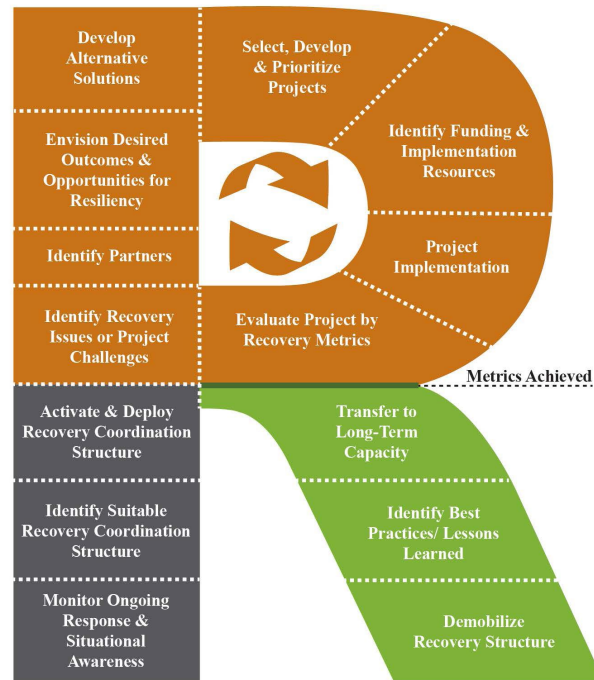 Develop
Alternative
Solutions
Select, Develop
& Prioritize
Projects
Envision Desired
Outcomes &
Opportunities for
Resiliency
Identify Funding &
Implementation
Resources
Identify Partners
Project
Implementation
Identify Recovery
Issues or Project
Challenges
Evaluate Project by
Recovery Metrics
Metrics Achieved
Activate & Deploy
Recovery Coordination
Structure
Transfer to
Long-Term
Capacity
Identify Suitable
Recovery Coordination
Structure
Identify Best
Practices/ Lessons
Learned
Monitor Ongoing
Response &
Situational
Awareness
Demobilize
Recovery Structure